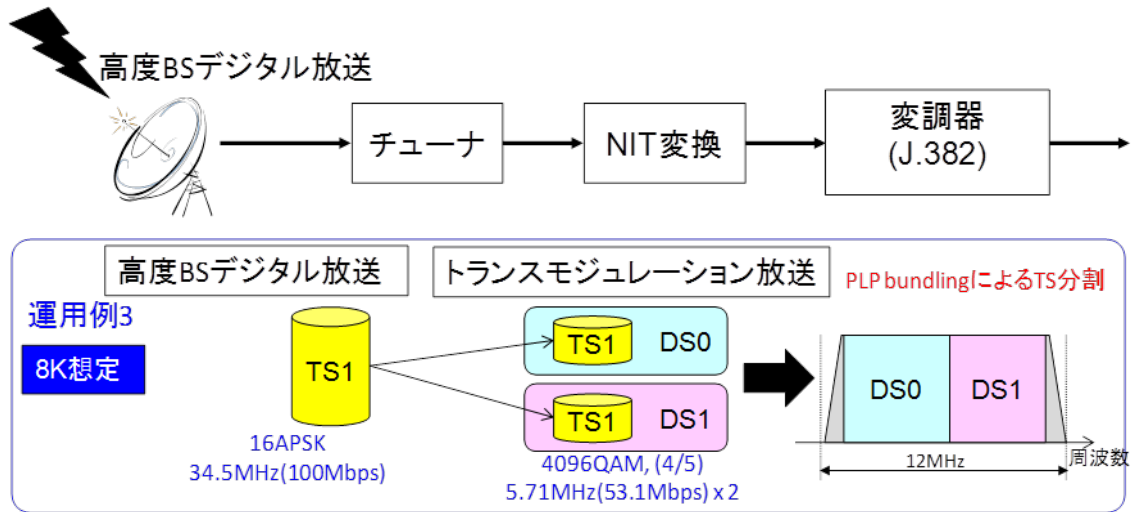 高度BSデジタル放送
チューナ
NIT変換
変調器
(J.382)
高度BSデジタル放送
トランスモジュレーション放送
PLP bundlingによるTS分割
運用例3
8K想定
TS1
TS1
DS0
TS1
DS1
DS0
DS1
16APSK
34.5MHz(100Mbps)
4096QAM, (4/5)
5.71MHz(53.1Mbps) x 2
12MHz
周波数